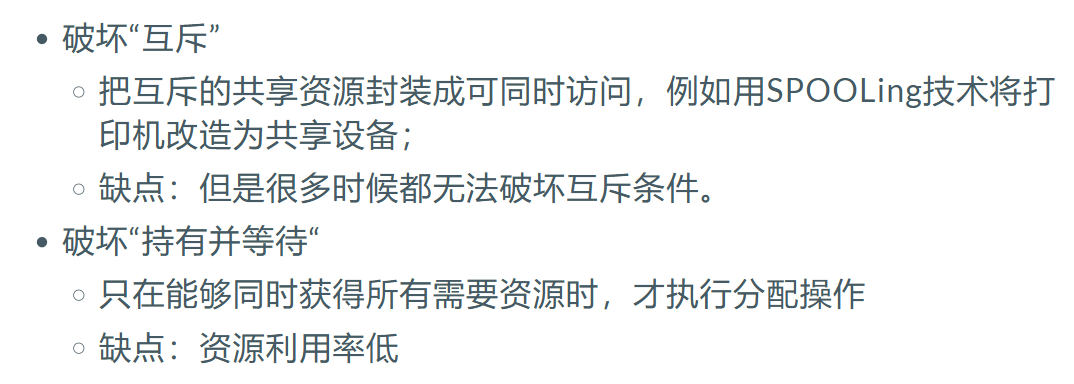 • 破坏“互斥”
○ 把互斥的共享资源封装成可同时访问，例如用SPOOLing技术将打
印机改造为共享设备；
○ 缺点：但是很多时候都无法破坏互斥条件。
• 破坏“持有并等待“
○ 只在能够同时获得所有需要资源时，才执行分配操作
○ 缺点：资源利用率低